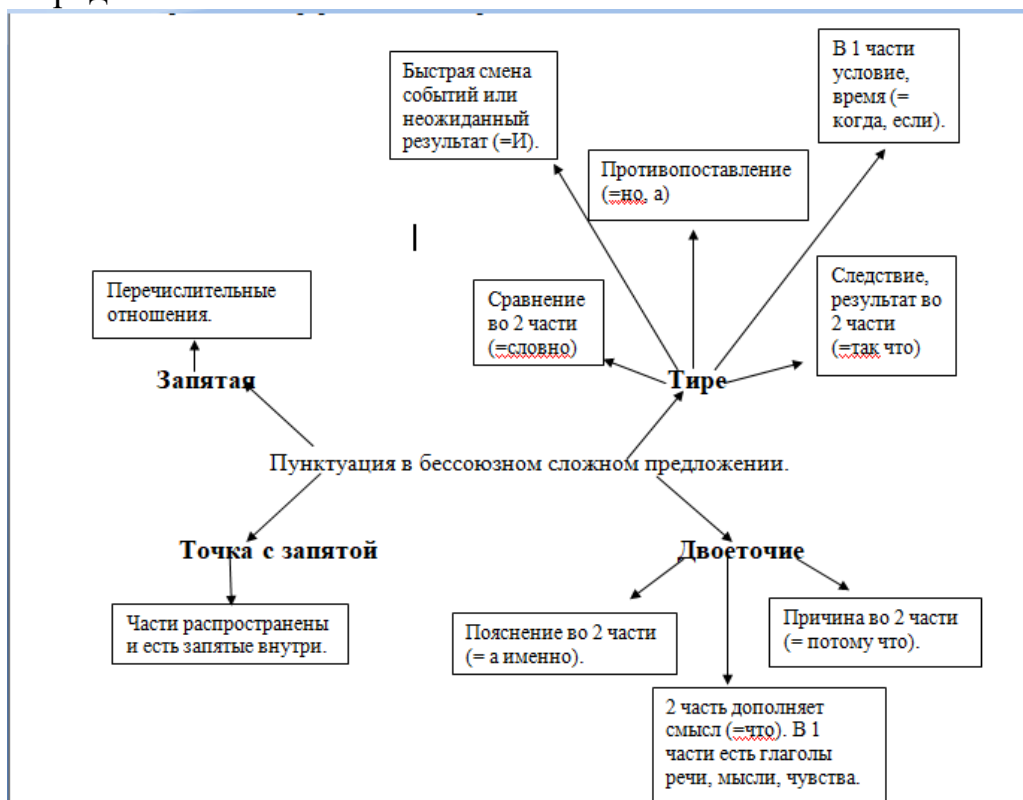 Быстрая смена
событий или
неожиданный
результат (=И).
В 1 части
условие,
время (=
когда, если).
Противопоставление
(=но, а)
Перечислительные
отношения.
Сравнение
во 2 части
(=словно)
Следствие,
результат во
2 части
(=так что)
Запятая
Тире
Пунктуация в бессоюзном сложном предложении.
Точка с запятой
Двоеточие
Части распространены
и есть запятые внутри.
Пояснение во 2 части
(= а именно).
Причина во 2 части
(= потому что).
2 часть дополняет
смысл (=что). В 1
части есть глаголы
речи, мысли, чувства.